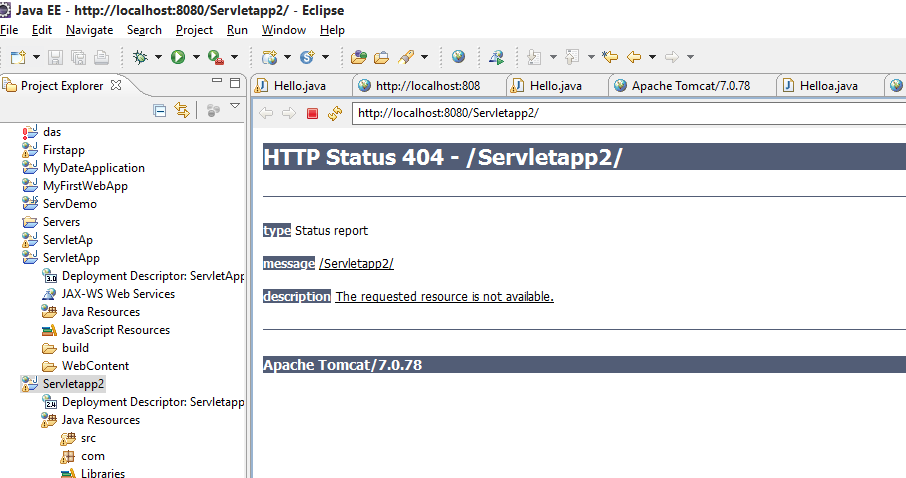 Java EE - http://localhost:8080/Servletapp2/ - Eclipse
File Edit Navigate Search Project Run Window Help
Project Explorer
Hello.java http://localhost:808 Hello.java Apache Tomcat/7.0.78 Helloa.java
http://localhost:8080/Servletapp2/
das
Firstapp
MyDateApplication
MyFirstWebApp
ServDemo
Servers
ServletAp
ServletApp
Deployment Descriptor: ServletApp
JAX-WS Web Services
Java Resources
JavaScript Resources
build
WebContent
Servletapp2
Deployment Descriptor: Servletapp
Java Resources
src
com
Libraries
HTTP Status 404 - /Servletapp2/
type Status report
message /Servletapp2/
description The requested resource is not available.
Apache Tomcat/7.0.78